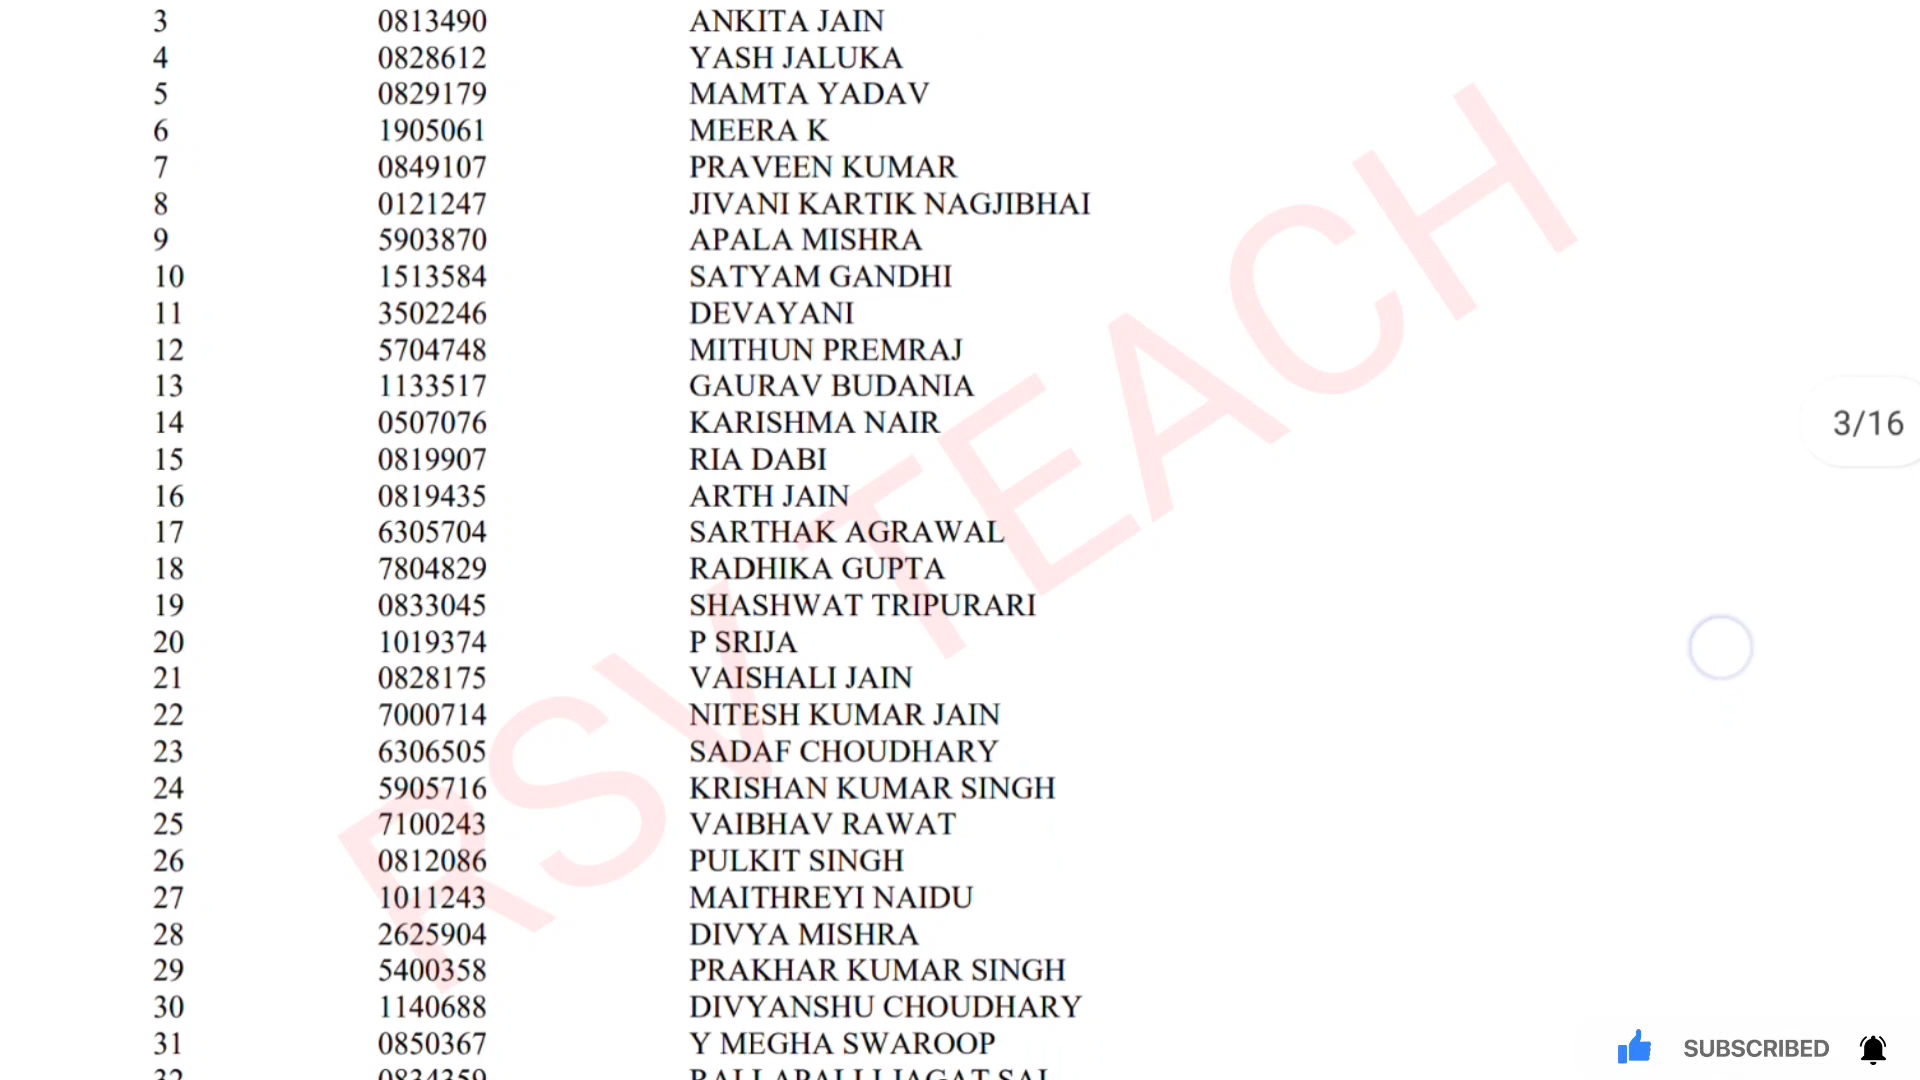 3 0813490 ANKITA JAIN
4 0828612 YASH JALUKA
5 0829179 MAMTA YADAV
6 1905061 MEERA K
7 0849107 PRAVEEN KUMAR
8 0121247 JIVANI KARTIK NAGJIBHAI
9 5903870 APALA MISHRA
10 1513584 SATYAM GANDHI
11 3502246 DEVAYANI
12 5704748 MITHUN PREMRAJ
13 1133517 GAURAV BUDANIA
14 0507076 KARISHMA NAIR
15 0819907 RIA DABI
16 0819435 ARTH JAIN
17 6305704 SARTHAK AGRAWAL
18 7804829 RADHIKA GUPTA
19 0833045 SHASHWAT TRIPURARI
20 1019374 P SRIJA
21 0828175 VAISHALI JAIN
22 7000714 NITESH KUMAR JAIN
23 6306505 SADAF CHOUDHARY
24 5905716 KRISHAN KUMAR SINGH
25 7100243 VAIBHAV RAWAT
26 0812086 PULKIT SINGH
27 1011243 MAITHREYI NAIDU
28 2625904 DIVYA MISHRA
29 5400358 PRAKHAR KUMAR SINGH
30 1140688 DIVYANSHU CHOUDHARY
31 0850367 Y MEGHA SWAROOP
32 0834359
RSV TEACH
3/16
SUBSCRIBED